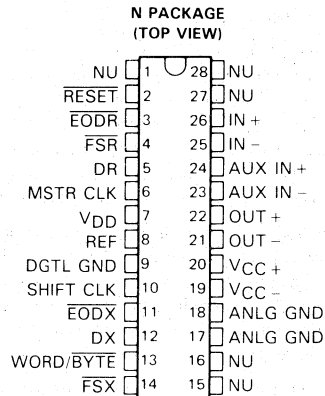 N PACKAGE
(TOP VIEW)
NU 1 28 NU
RESET 2 27 NU
EODR 3 26 IN +
FSR 4 25 IN −
DR 5 24 AUX IN +
MSTR CLK 6 23 AUX IN −
VDD 7 22 OUT +
REF 8 21 OUT −
DGTL GND 9 20 VCC +
SHIFT CLK 10 19 VCC −
EODX 11 18 ANLG GND
DX 12 17 ANLG GND
WORD/BYTE 13 16 NU
FSX 14 15 NU